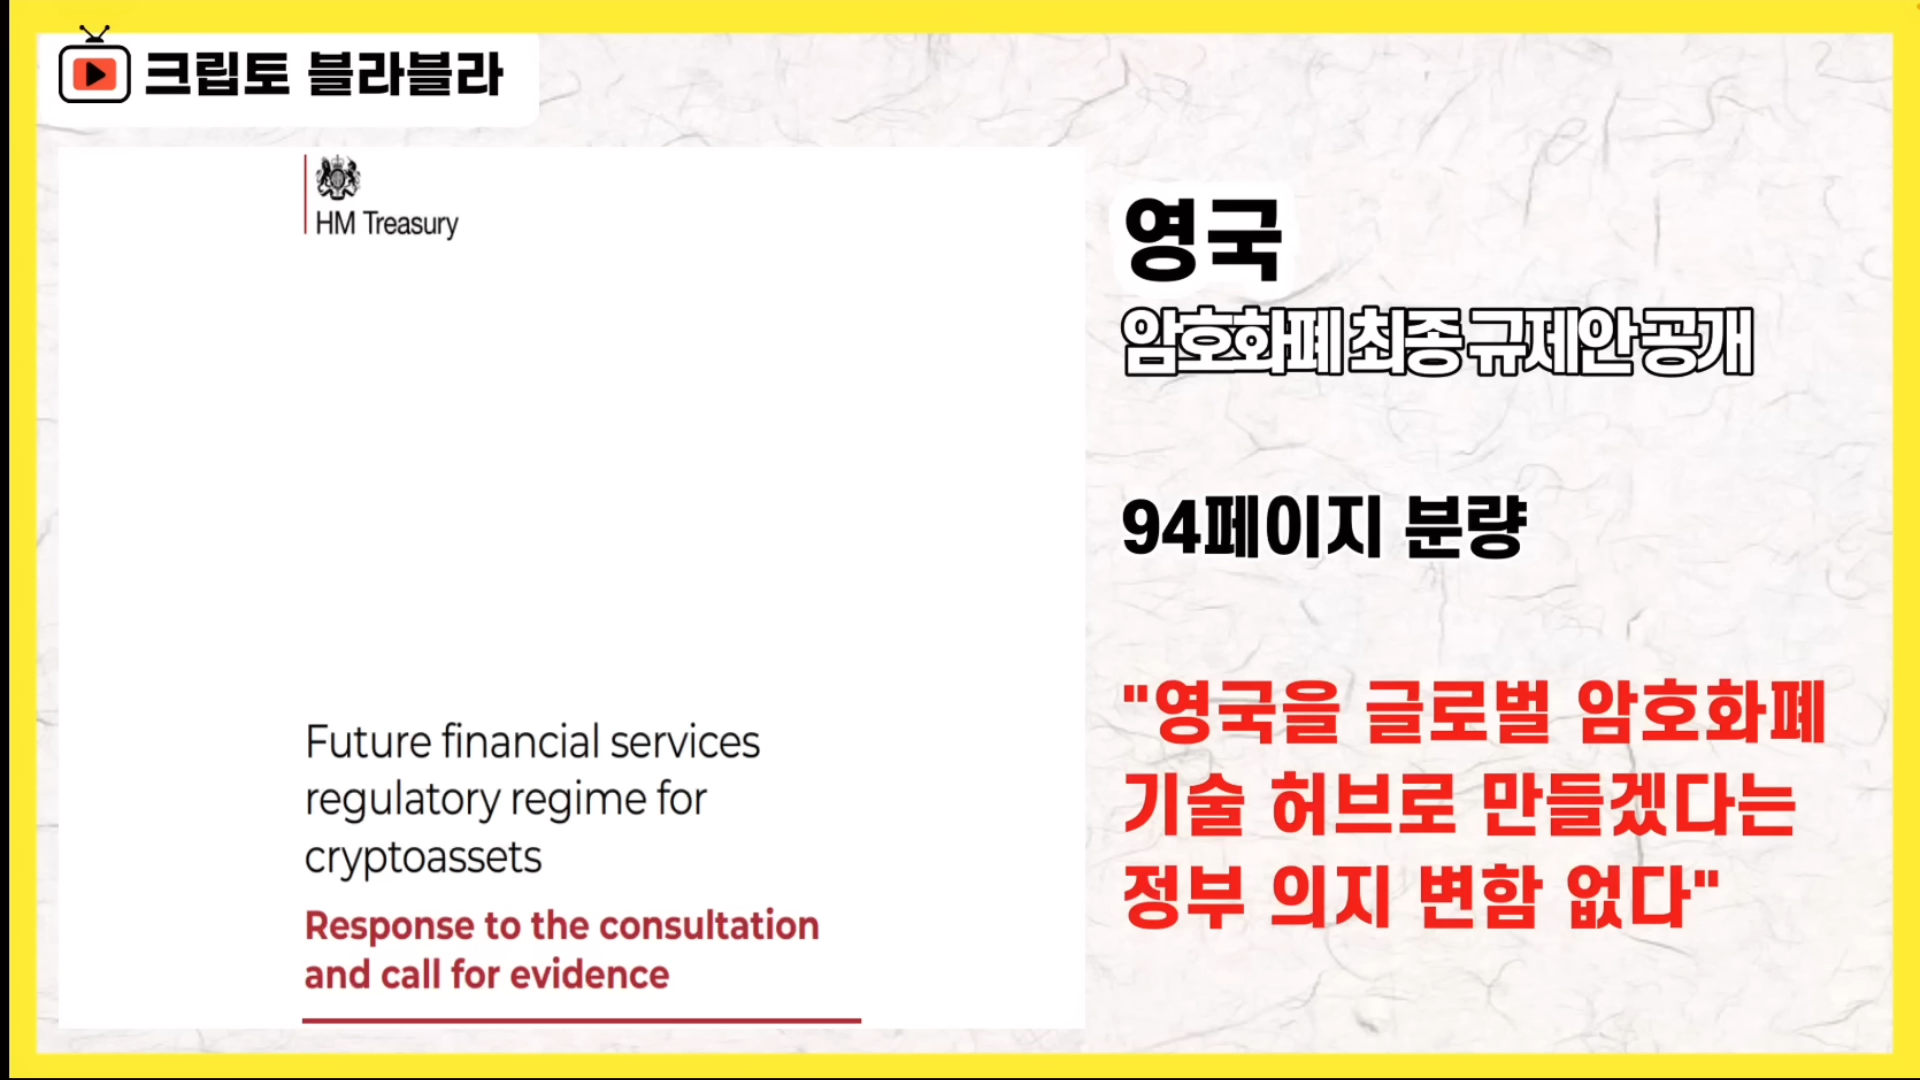 크립토 블라블라
HM Treasury
Future financial services
regulatory regime for
cryptoassets
Response to the consultation
and call for evidence
영국
암호화폐 최종 규제안 공개
94페이지 분량
"영국을 글로벌 암호화폐
기술 허브로 만들겠다는
정부 의지 변함 없다"